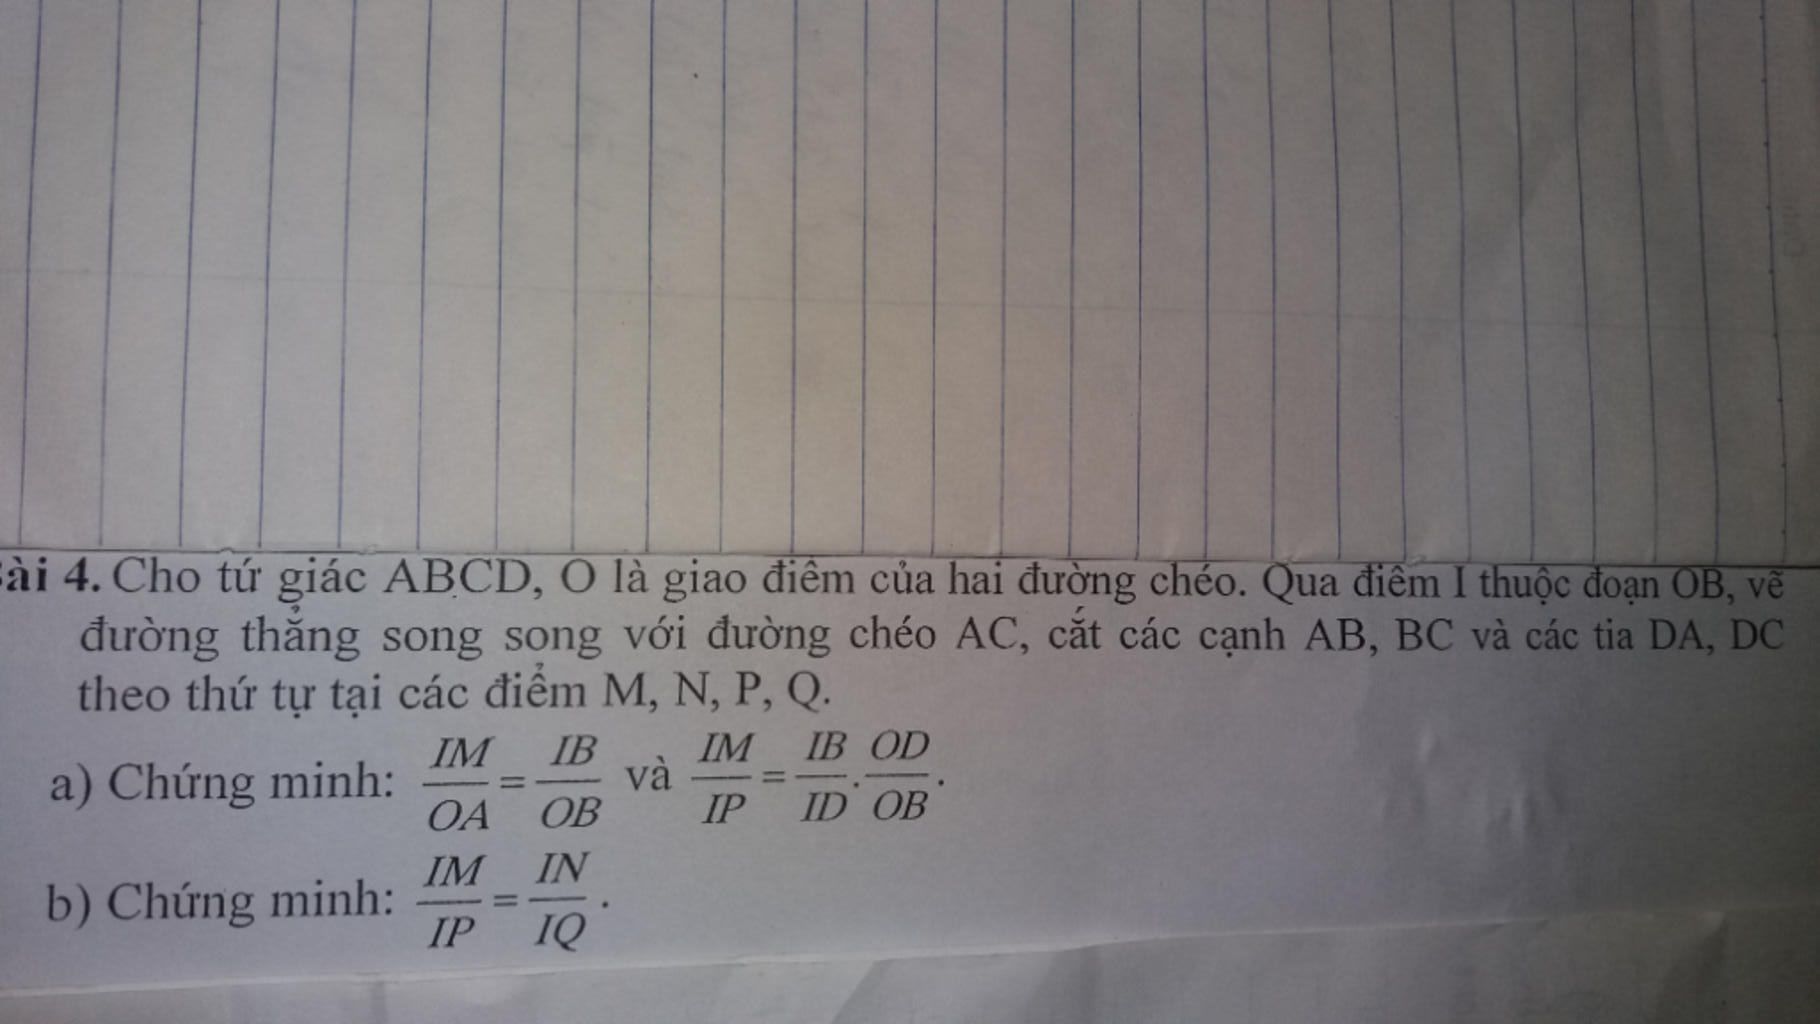 ài 4. Cho tứ giác ABCD, O là giao điểm của hai đường chéo. Qua điểm I thuộc đoạn OB, vẽ
đường thẳng song song với đường chéo AC, cắt các cạnh AB, BC và các tia DA, DC
theo thứ tự tại các điểm M, N, P, Q.
a) Chứng minh: IM/OA = IB/OB và IM/IP = IB/ID . OD/OB .
b) Chứng minh: IM/IP = IN/IQ .